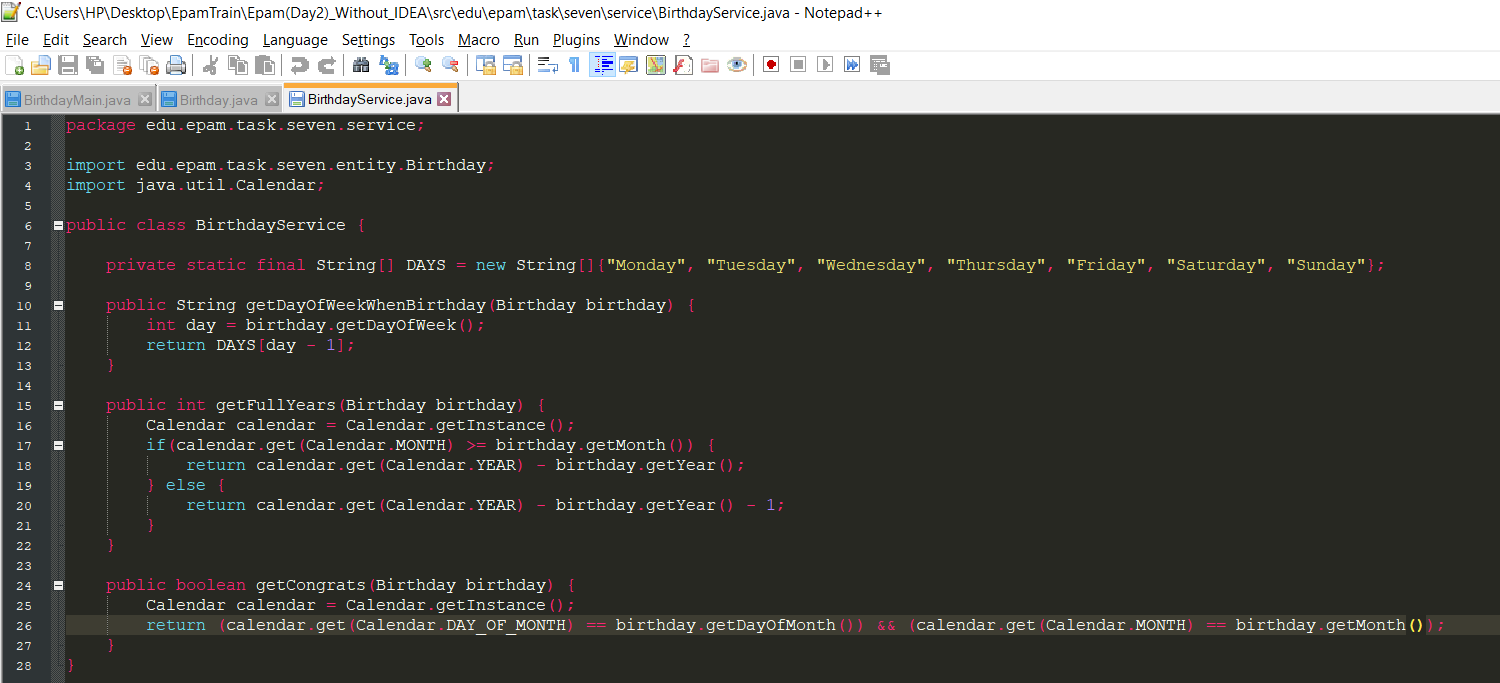 C:\Users\HP\Desktop\EpamTrain\Epam(Day2)_Without_IDEA\src\edu\epam\task\seven\service\BirthdayService.java - Notepad++
File Edit Search View Encoding Language Settings Tools Macro Run Plugins Window ?
BirthdayMain.java Birthday.java BirthdayService.java
1 package edu.epam.task.seven.service;
2
3 import edu.epam.task.seven.entity.Birthday;
4 import java.util.Calendar;
5
6 public class BirthdayService {
7
8     private static final String[] DAYS = new String[]{"Monday", "Tuesday", "Wednesday", "Thursday", "Friday", "Saturday", "Sunday"};
9
10     public String getDayOfWeekWhenBirthday(Birthday birthday) {
11         int day = birthday.getDayOfWeek();
12         return DAYS[day - 1];
13     }
14
15     public int getFullYears(Birthday birthday) {
16         Calendar calendar = Calendar.getInstance();
17         if(calendar.get(Calendar.MONTH) >= birthday.getMonth()) {
18             return calendar.get(Calendar.YEAR) - birthday.getYear();
19         } else {
20             return calendar.get(Calendar.YEAR) - birthday.getYear() - 1;
21         }
22     }
23
24     public boolean getCongrats(Birthday birthday) {
25         Calendar calendar = Calendar.getInstance();
26         return (calendar.get(Calendar.DAY_OF_MONTH) == birthday.getDayOfMonth()) && (calendar.get(Calendar.MONTH) == birthday.getMonth());
27     }
28 }